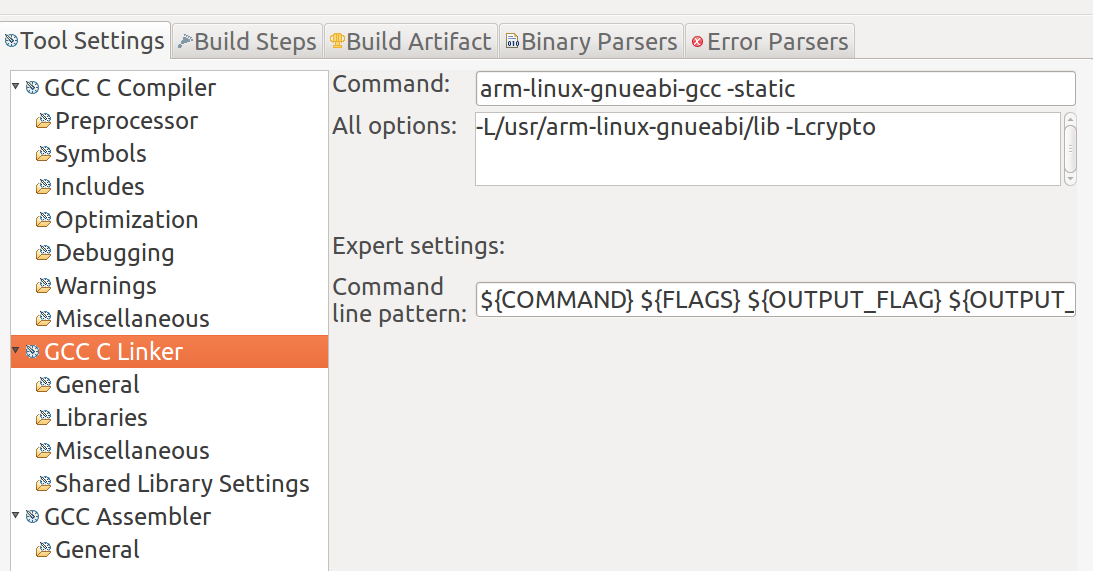 Tool Settings Build Steps Build Artifact Binary Parsers Error Parsers
GCC C Compiler
Preprocessor
Symbols
Includes
Optimization
Debugging
Warnings
Miscellaneous
GCC C Linker
General
Libraries
Miscellaneous
Shared Library Settings
GCC Assembler
General
Command: arm-linux-gnueabi-gcc -static
All options: -L/usr/arm-linux-gnueabi/lib -Lcrypto
Expert settings:
Command
line pattern: ${COMMAND} ${FLAGS} ${OUTPUT_FLAG} ${OUTPUT_